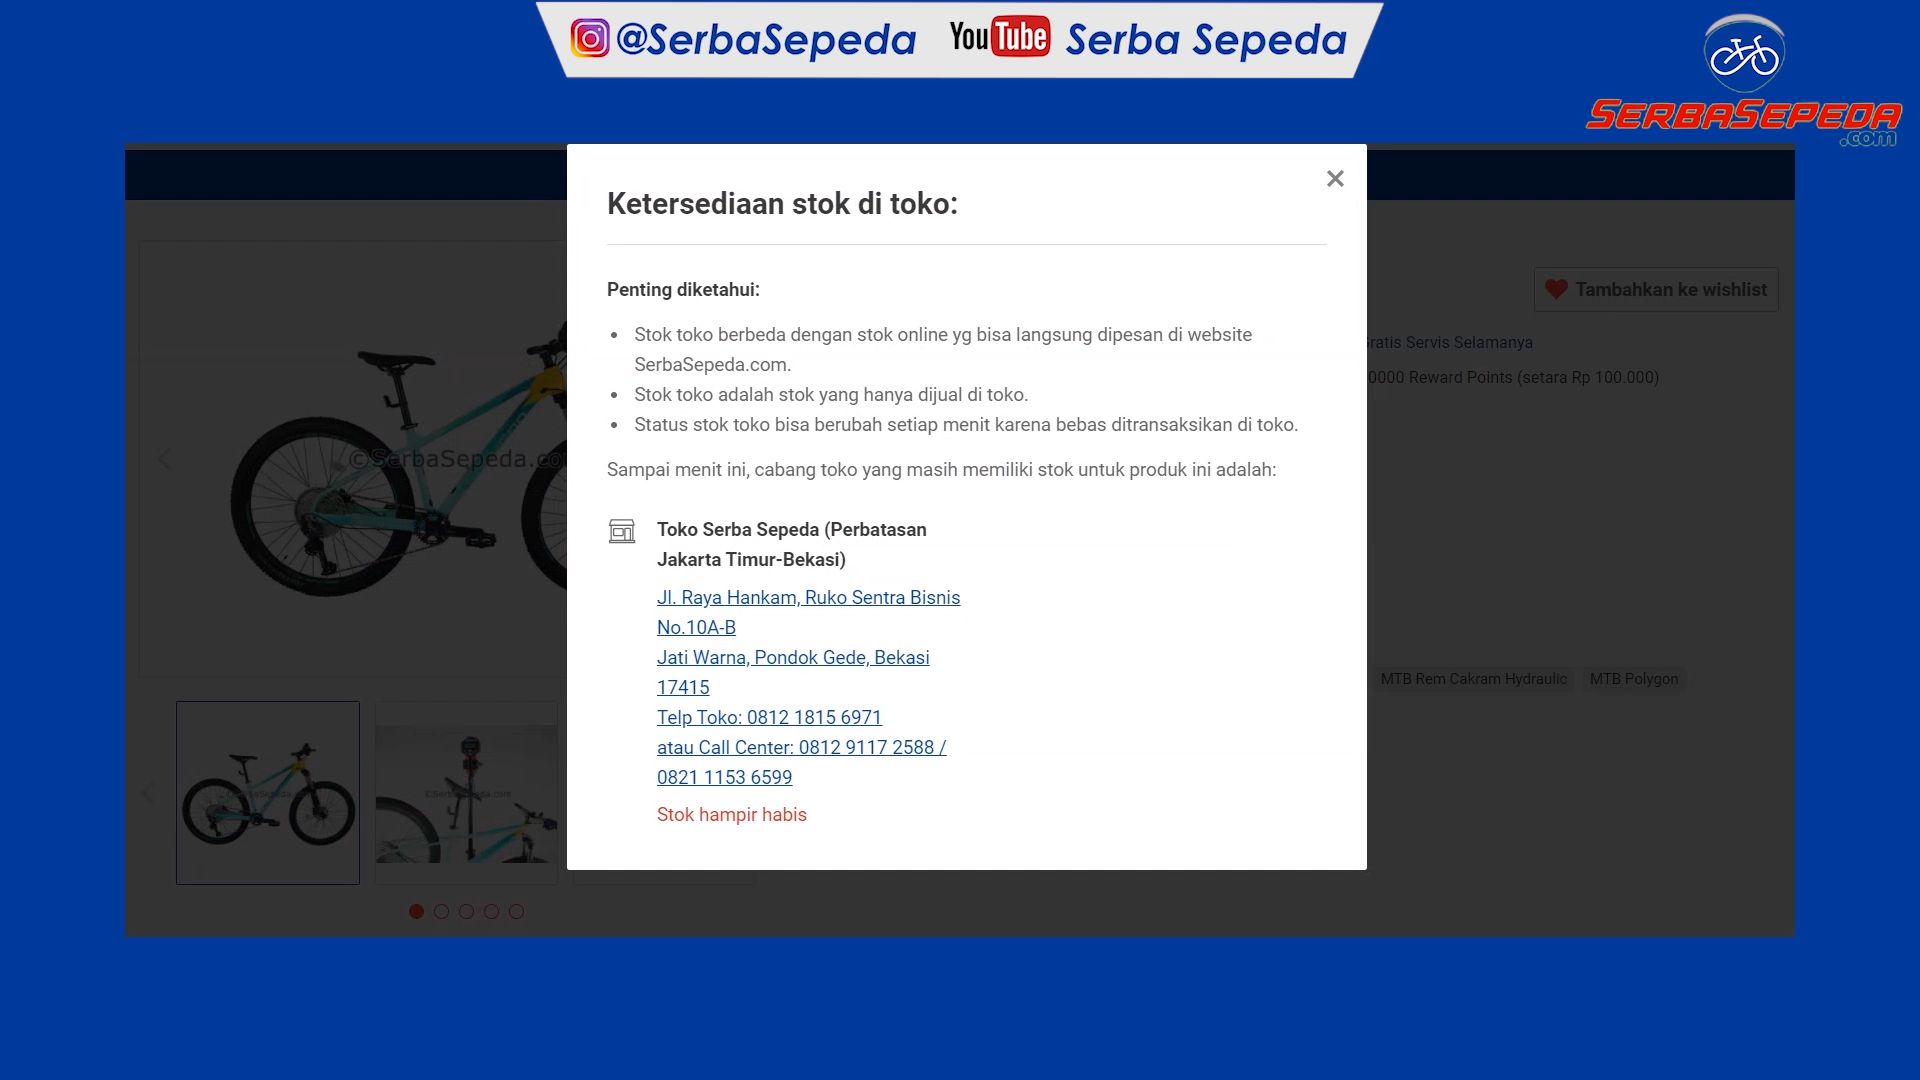 @SerbaSepeda YouTube Serba Sepeda
SERBASEPEDA
.com
Ketersediaan stok di toko:
Penting diketahui:
Tambahkan ke wishlist
Stok toko berbeda dengan stok online yg bisa langsung dipesan di website
SerbaSepeda.com.
ratis Servis Selamanya
0000 Reward Points (setara Rp 100.000)
Stok toko adalah stok yang hanya dijual di toko.
Status stok toko bisa berubah setiap menit karena bebas ditransaksikan di toko.
©SerbaSepeda.co
Sampai menit ini, cabang toko yang masih memiliki stok untuk produk ini adalah:
Toko Serba Sepeda (Perbatasan
Jakarta Timur-Bekasi)
Jl. Raya Hankam, Ruko Sentra Bisnis
No.10A-B
Jati Warna, Pondok Gede, Bekasi
17415
MTB Rem Cakram Hydraulic MTB Polygon
Telp Toko: 0812 1815 6971
atau Call Center: 0812 9117 2588 /
0821 1153 6599
Stok hampir habis